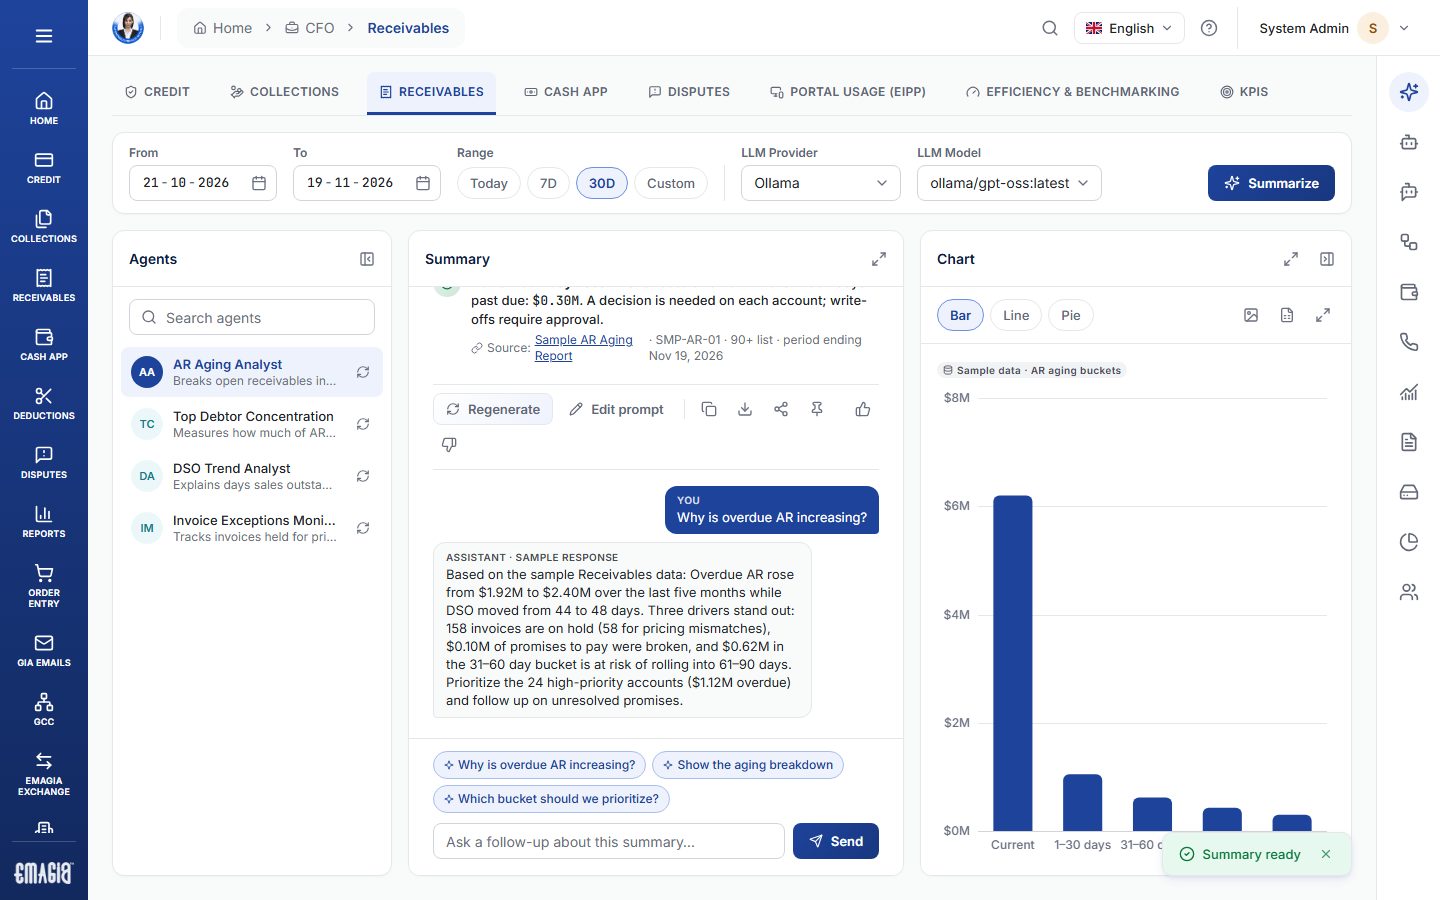 Home
CFO
Receivables
English
System Admin
S
HOME
CREDIT
COLLECTIONS
RECEIVABLES
CASH APP
DEDUCTIONS
DISPUTES
REPORTS
ORDER
ENTRY
GIA EMAILS
GCC
EMAGIA
EXCHANGE
EMAGIA
CREDIT
COLLECTIONS
RECEIVABLES
CASH APP
DISPUTES
PORTAL USAGE (EIPP)
EFFICIENCY & BENCHMARKING
KPIS
From
21-10-2026
To
19-11-2026
Range
Today
7D
30D
Custom
LLM Provider
Ollama
LLM Model
ollama/gpt-oss:latest
Summarize
Agents
Search agents
AA
AR Aging Analyst
Breaks open receivables in...
TC
Top Debtor Concentration
Measures how much of AR...
DA
DSO Trend Analyst
Explains days sales outsta...
IM
Invoice Exceptions Moni...
Tracks invoices held for pri...
Summary
past due: $0.30M. A decision is needed on each account; write-
offs require approval.
Source: Sample AR Aging Report · SMP-AR-01 · 90+ list · period ending Nov 19, 2026
Regenerate
Edit prompt
YOU
Why is overdue AR increasing?
ASSISTANT · SAMPLE RESPONSE
Based on the sample Receivables data: Overdue AR rose
from $1.92M to $2.40M over the last five months while
DSO moved from 44 to 48 days. Three drivers stand out:
158 invoices are on hold (58 for pricing mismatches),
$0.10M of promises to pay were broken, and $0.62M in
the 31–60 day bucket is at risk of rolling into 61–90 days.
Prioritize the 24 high-priority accounts ($1.12M overdue)
and follow up on unresolved promises.
Why is overdue AR increasing?
Show the aging breakdown
Which bucket should we prioritize?
Ask a follow-up about this summary...
Send
Chart
Bar
Line
Pie
Sample data · AR aging buckets
$8M
$6M
$4M
$2M
$0M
Current
1–30 days
31–60
Summary ready